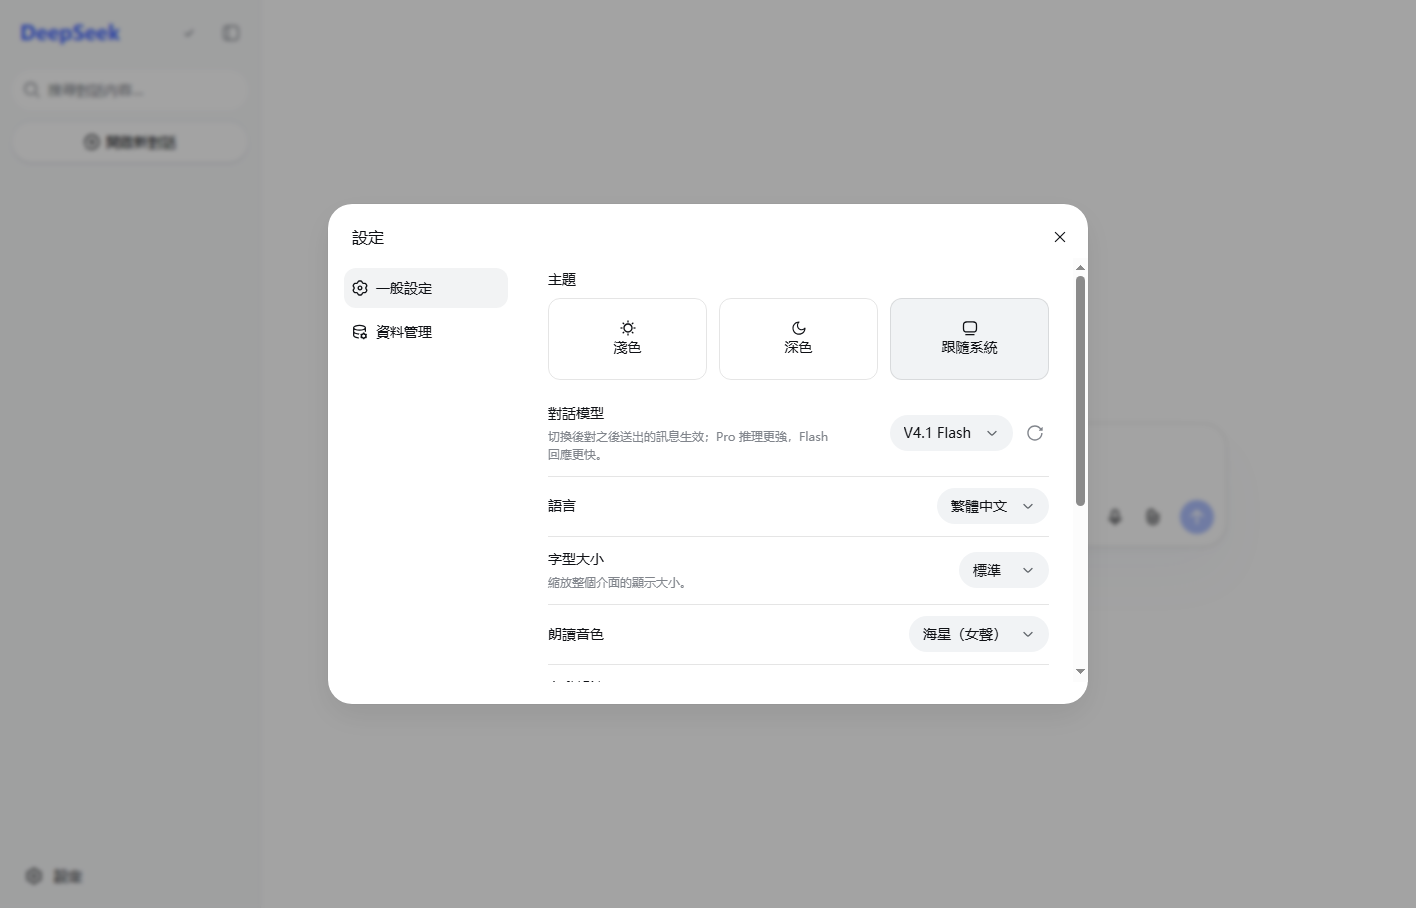 DeepSeek
設定
一般設定
資料管理
主題
淺色
深色
跟隨系統
對話模型
切換後對之後送出的訊息生效；Pro 推理更強，Flash
回應更快。
V4.1 Flash
語言
繁體中文
字型大小
縮放整個介面的顯示大小。
標準
朗讀音色
海星（女聲）
設定